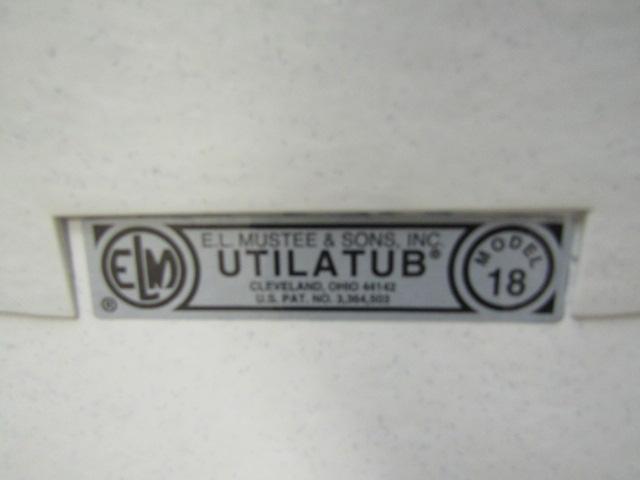 ELM
®
E.L. MUSTEE & SONS, INC.
UTILATUB®
CLEVELAND, OHIO 44142
U.S. PAT. NO. 3,364,503
MODEL
18